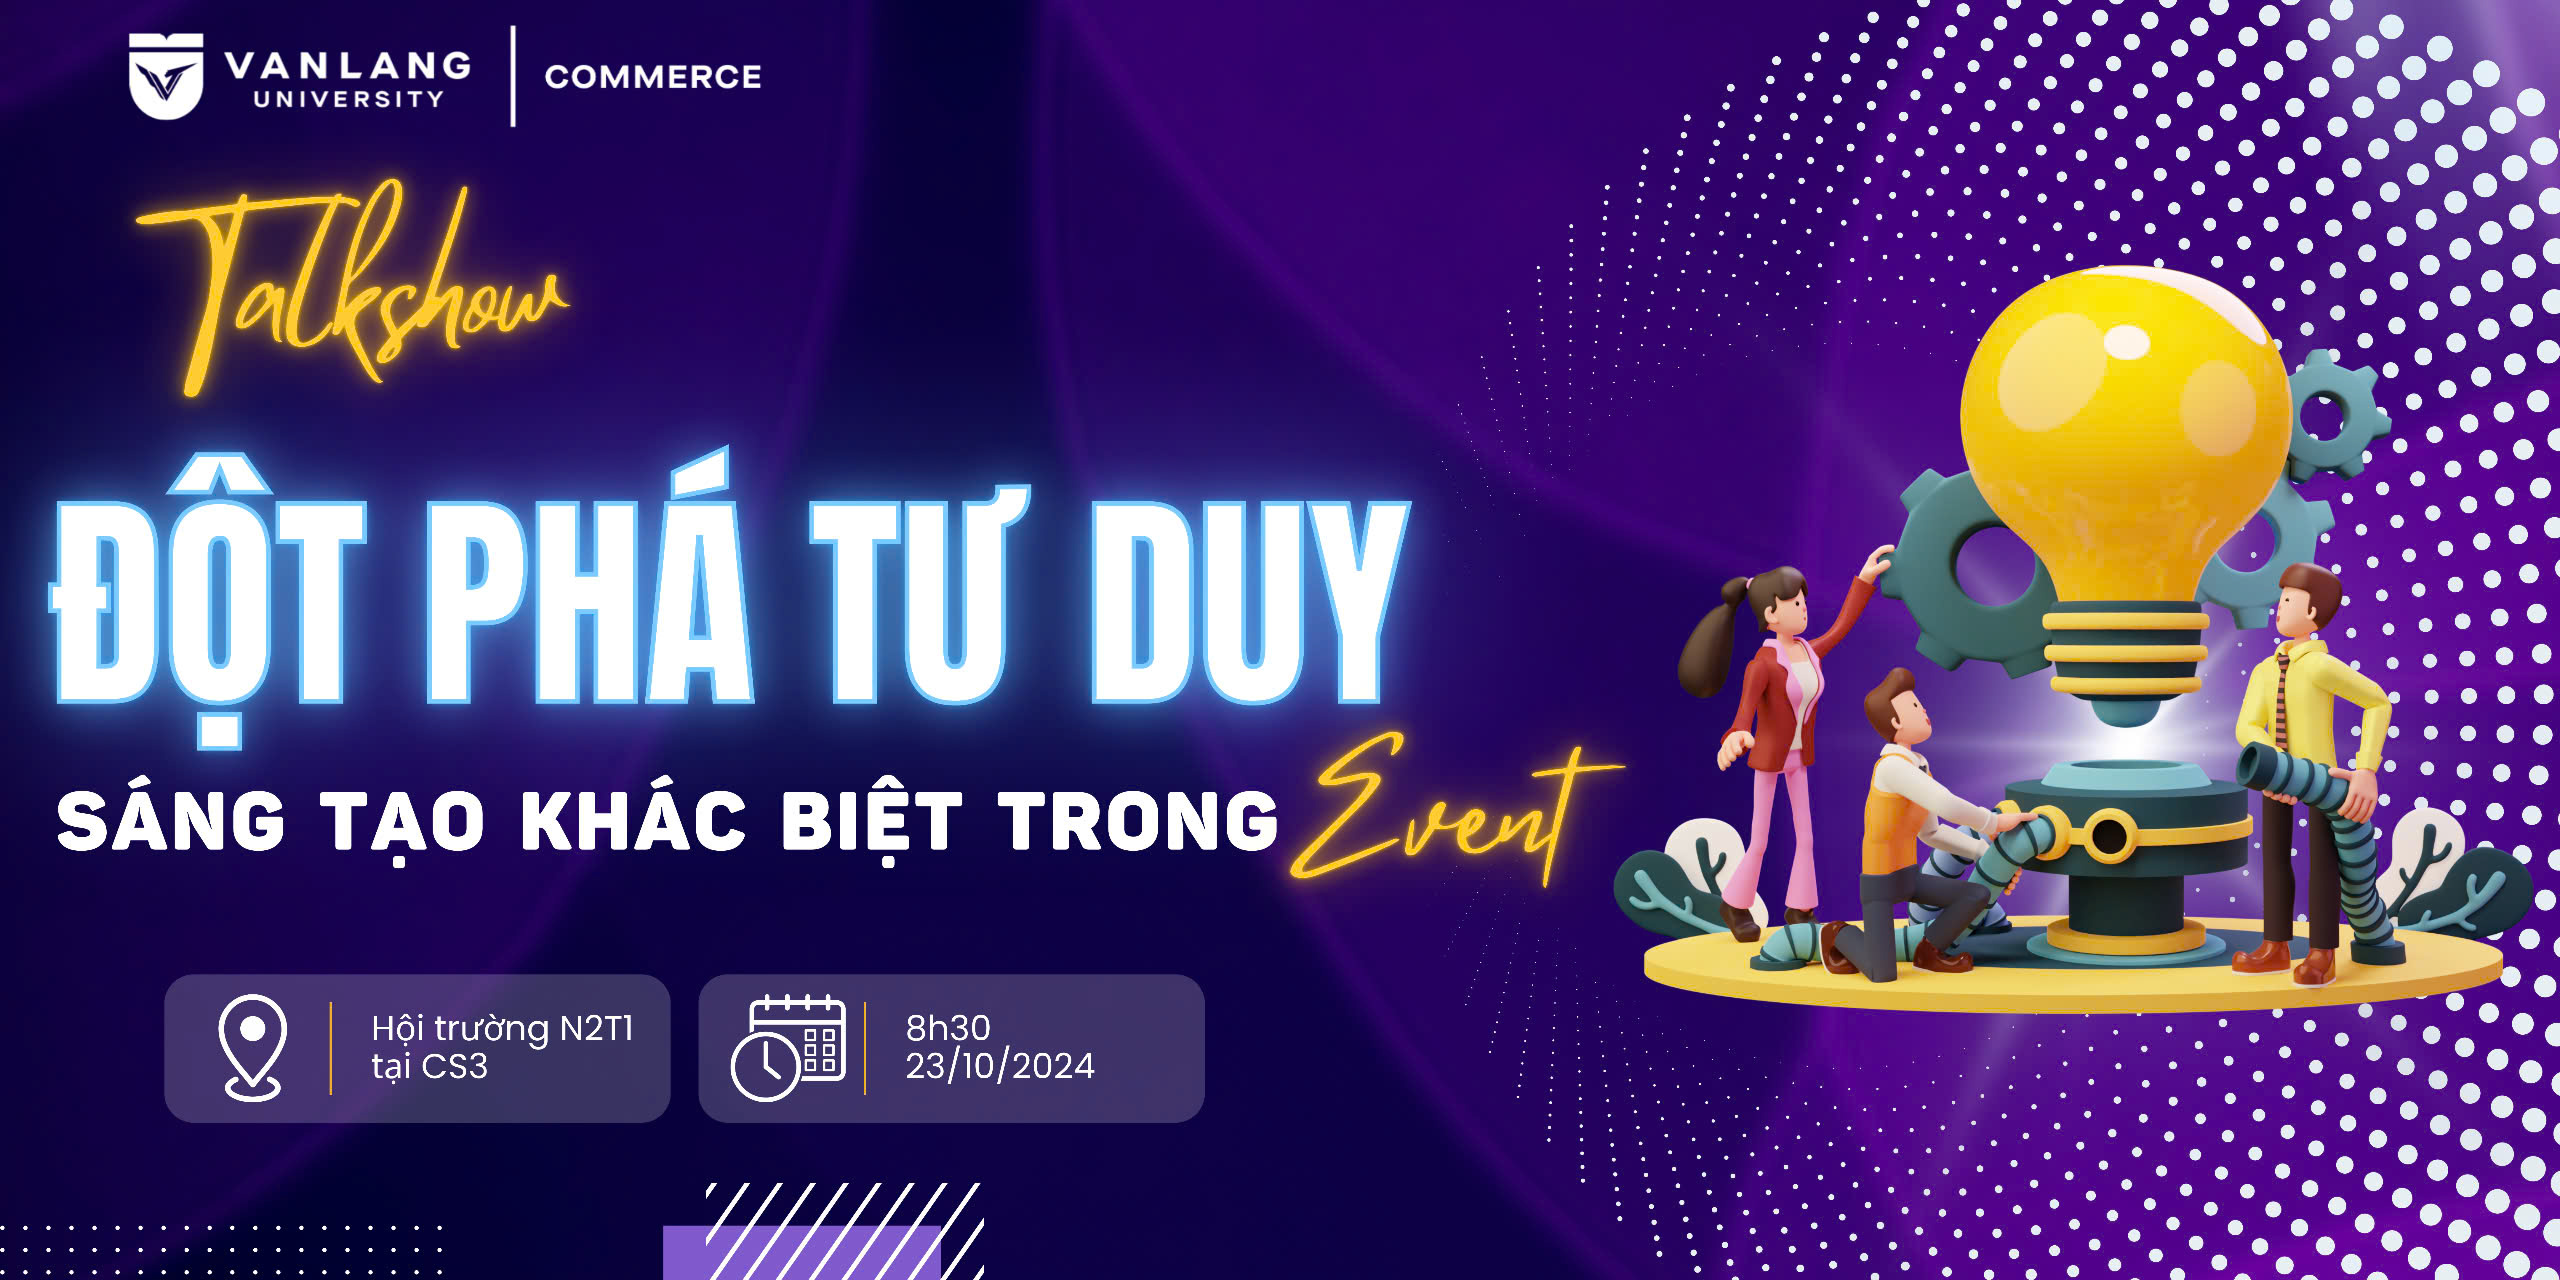 VANLANG
UNIVERSITY
COMMERCE
Talkshow
ĐỘT PHÁ TƯ DUY
SÁNG TẠO KHÁC BIỆT TRONG Event
Hội trường N2T1
tại CS3
8h30
23/10/2024